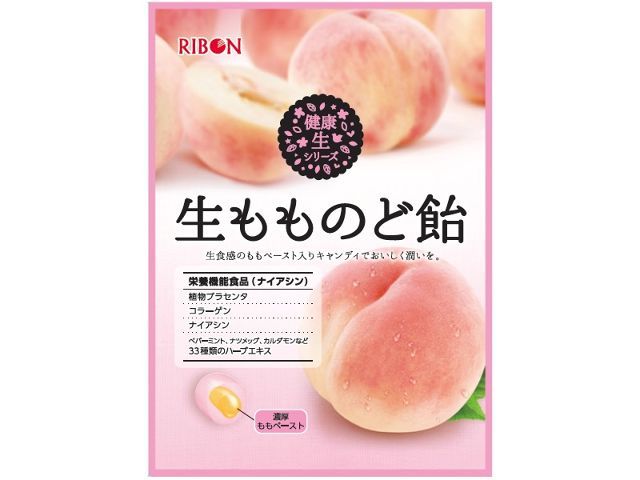 RIBON
健康
生
シリーズ
生もものど飴
生食感のももペースト入りキャンディでおいしく潤いを。
栄養機能食品(ナイアシン)
植物プラセンタ
コラーゲン
ナイアシン
ペパーミント、ナツメッグ、カルダモンなど
33種類のハーブエキス
濃厚
ももペースト